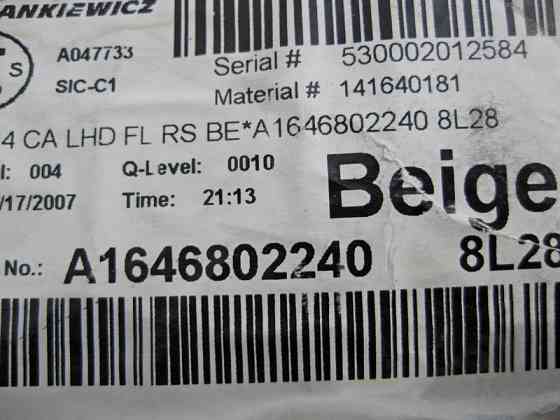 ANKIEWICZ
A047733
S
SIC-C1
Serial # 530002012584
Material # 141640181
4 CA LHD FL RS BE*A1646802240 8L28
l: 004 Q-Level: 0010
/17/2007 Time: 21:13
Beige
No.: A1646802240 8L28